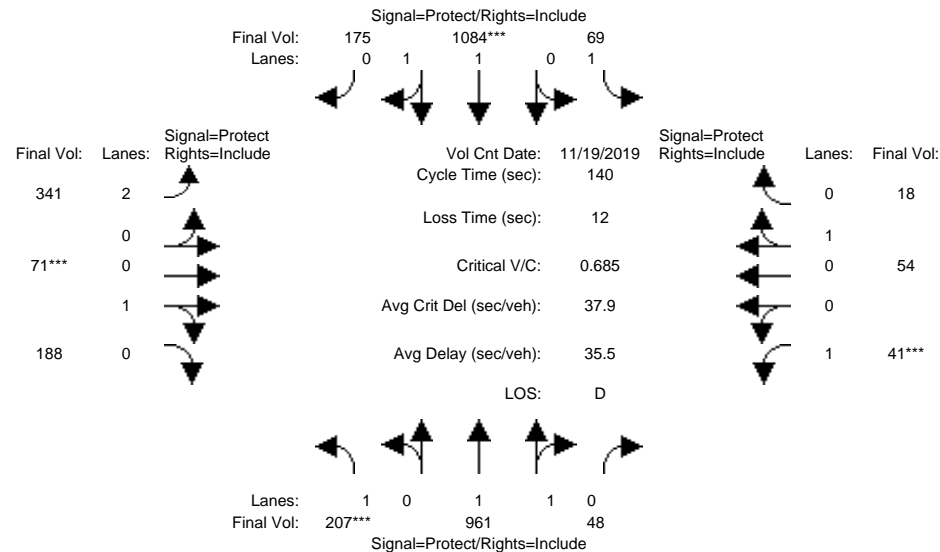 Signal=Protect/Rights=Include
Final Vol: 175 1084*** 69
Lanes: 0 1 1 0 1
Signal=Protect Signal=Protect
Final Vol: Lanes: Rights=Include Vol Cnt Date: 11/19/2019 Rights=Include Lanes: Final Vol:
Cycle Time (sec): 140
341 2 0 18
Loss Time (sec): 12
0 1
71*** 0 Critical V/C: 0.685 0 54
1 Avg Crit Del (sec/veh): 37.9 0
188 0 Avg Delay (sec/veh): 35.5 1 41***
LOS: D
Lanes: 1 0 1 1 0
Final Vol: 207*** 961 48
Signal=Protect/Rights=Include